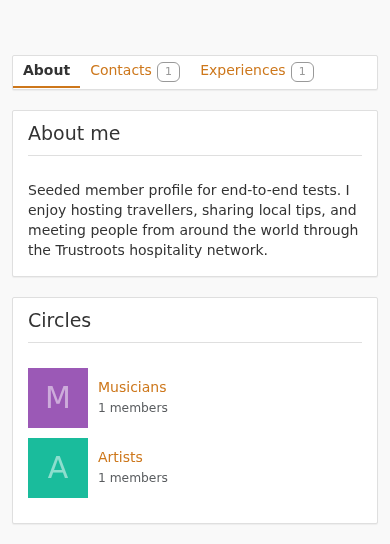 About Contacts 1 Experiences 1
About me
Seeded member profile for end-to-end tests. I
enjoy hosting travellers, sharing local tips, and
meeting people from around the world through
the Trustroots hospitality network.
Circles
M
Musicians
1 members
A
Artists
1 members